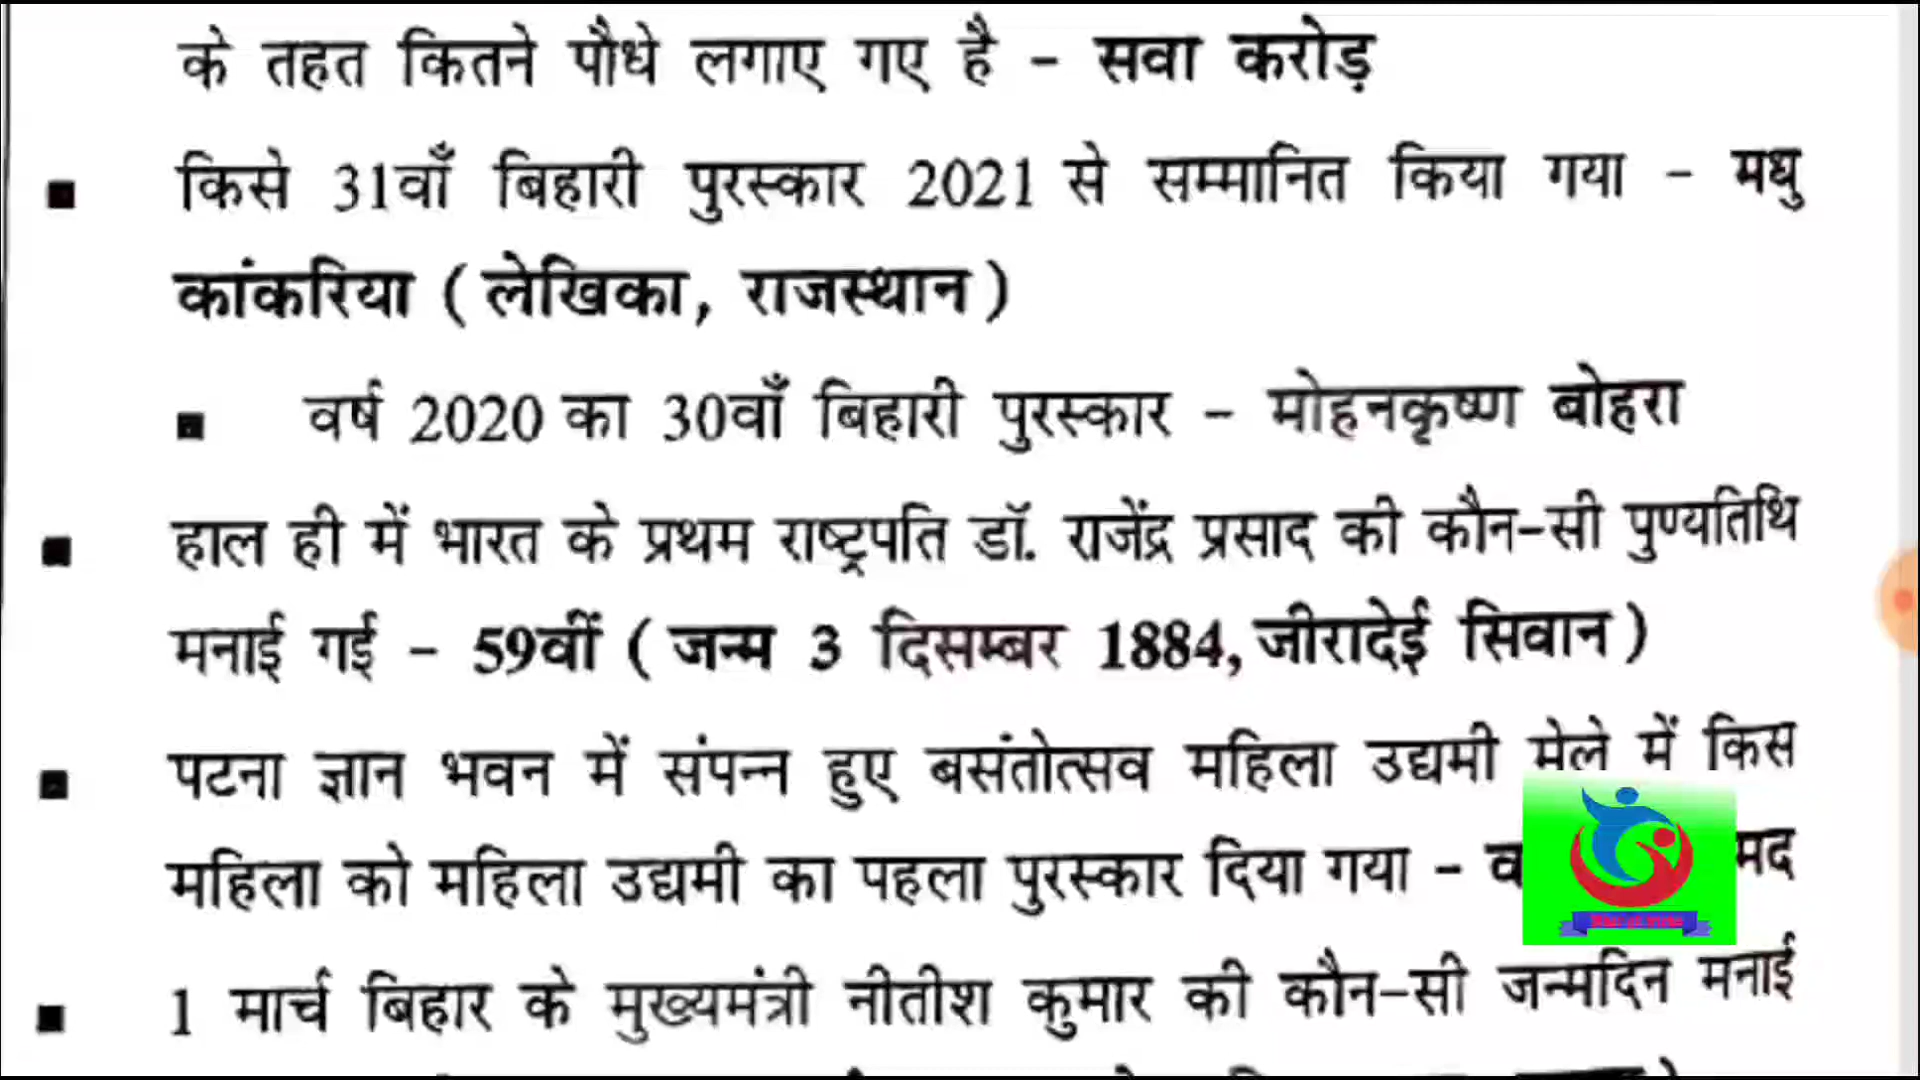 के तहत कितने पौधे लगाए गए है - सवा करोड़
▪ किसे 31वाँ बिहारी पुरस्कार 2021 से सम्मानित किया गया - मधु
कांकरिया (लेखिका, राजस्थान)
▪ वर्ष 2020 का 30वाँ बिहारी पुरस्कार - मोहनकृष्ण बोहरा
▪ हाल ही में भारत के प्रथम राष्ट्रपति डॉ. राजेंद्र प्रसाद की कौन-सी पुण्यतिथि
मनाई गई - 59वीं (जन्म 3 दिसम्बर 1884, जीरादेई सिवान)
▪ पटना ज्ञान भवन में संपन्न हुए बसंतोत्सव महिला उद्यमी मेले में किस
महिला को महिला उद्यमी का पहला पुरस्कार दिया गया -
▪ 1 मार्च बिहार के मुख्यमंत्री नीतीश कुमार की कौन-सी जन्मदिन मनाई